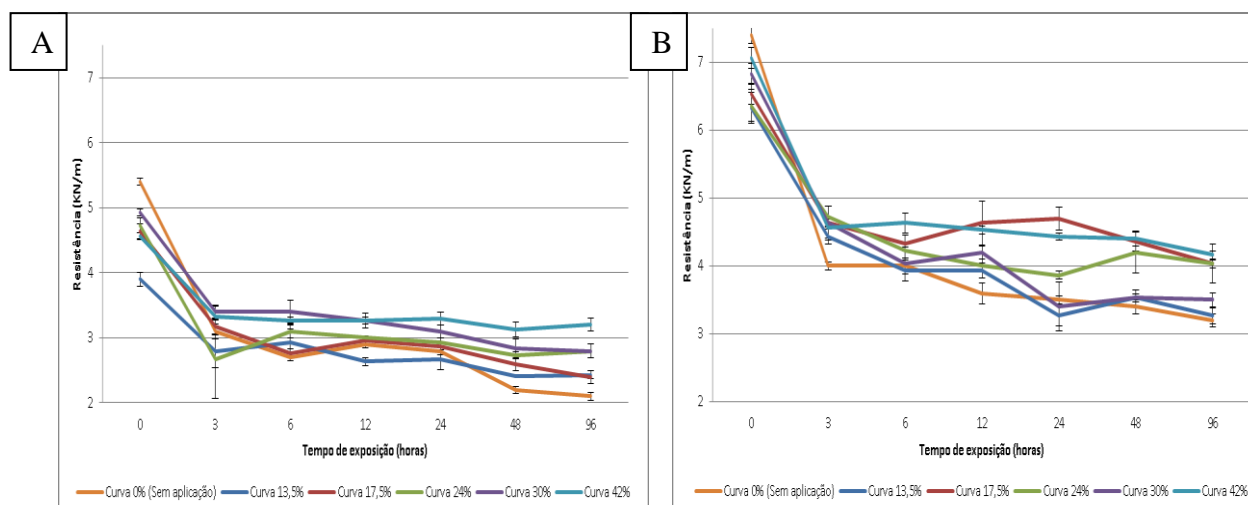 A
7
6
5
4
3
2
Resistência (KN/m)
0 3 6 12 24 48 96
Tempo de exposição (horas)
Curva 0% (Sem aplicação) Curva 13,5% Curva 17,5% Curva 24% Curva 30% Curva 42%
B
7
6
5
4
3
2
Resistência (KN/m)
0 3 6 12 24 48 96
Tempo de exposição (horas)
Curva 0% (Sem aplicação) Curva 13,5% Curva 17,5% Curva 24% Curva 30% Curva 42%